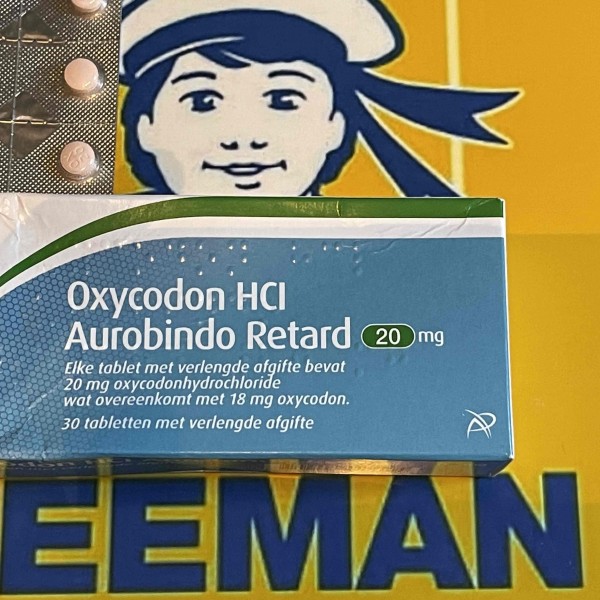 Oxycodon HCl
Aurobindo Retard 20 mg
Elke tablet met verlengde afgifte bevat
20 mg oxycodonhydrochloride
wat overeenkomt met 18 mg oxycodon.
30 tabletten met verlengde afgifte
EEMAN